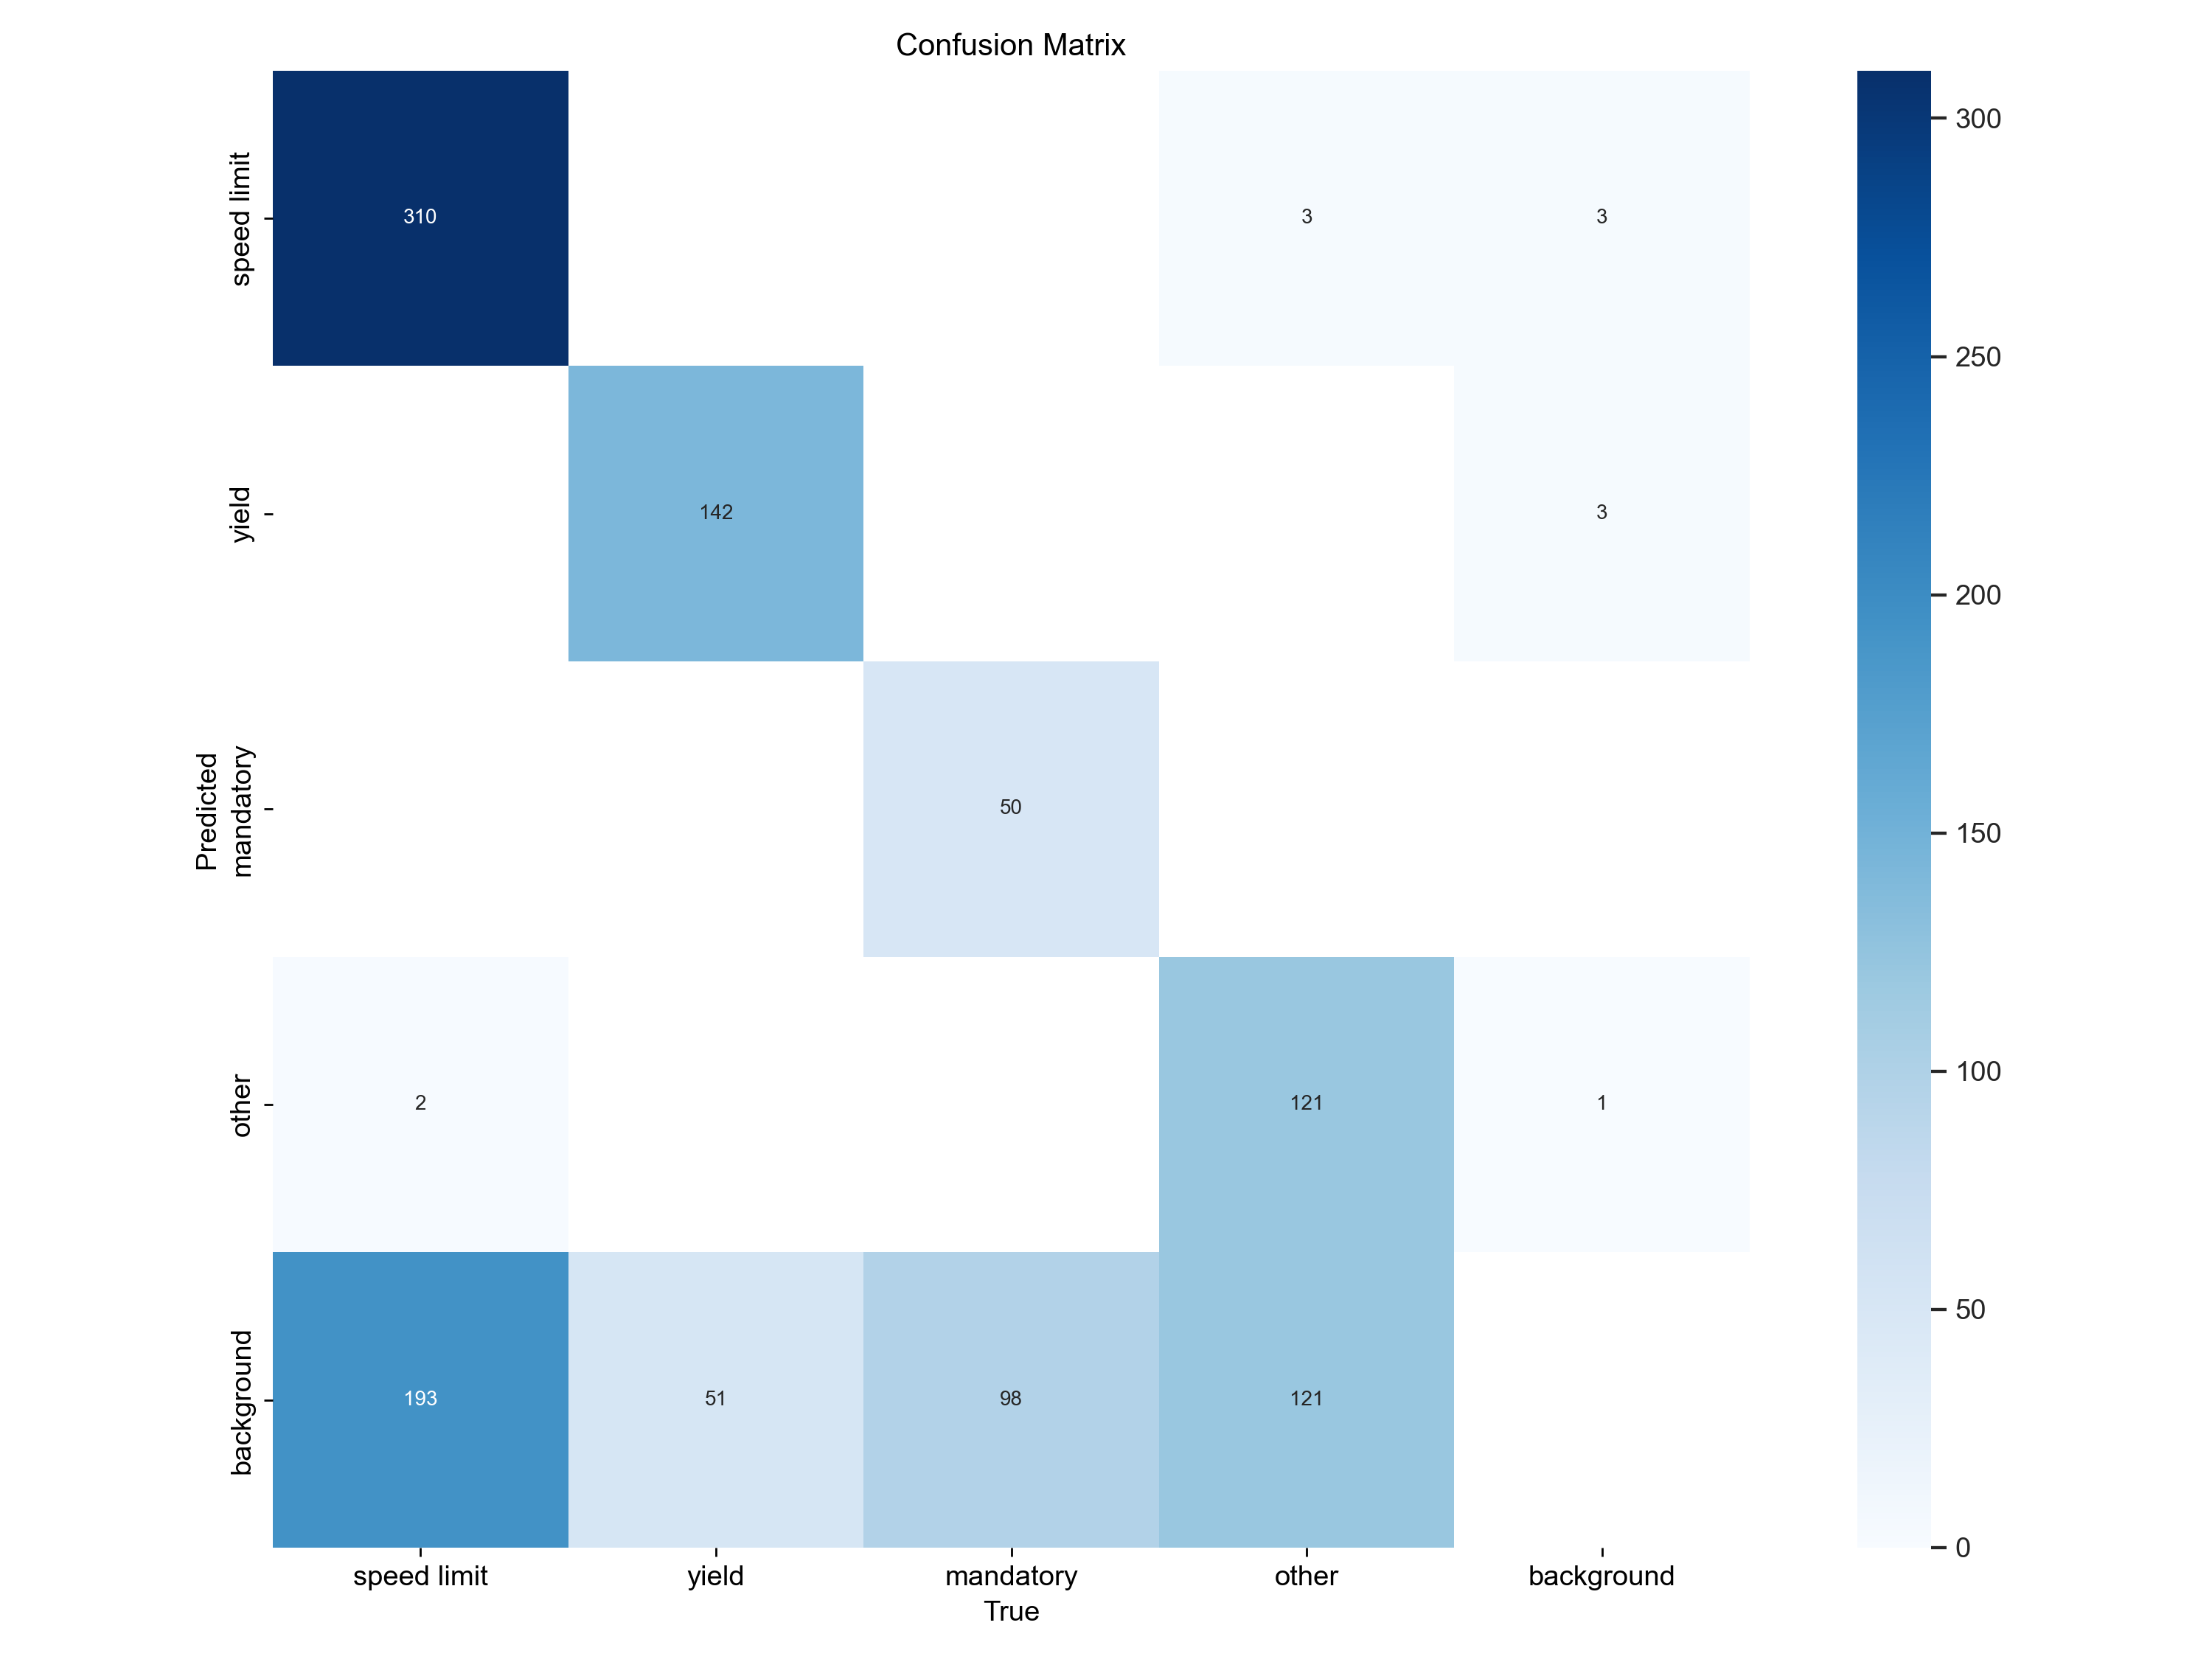 Confusion Matrix
speed limit
310
3
3
300
250
yield
142
3
200
Predicted
mandatory
50
150
other
2
121
1
100
background
193
51
98
121
50
0
speed limit
yield
mandatory
other
background
True